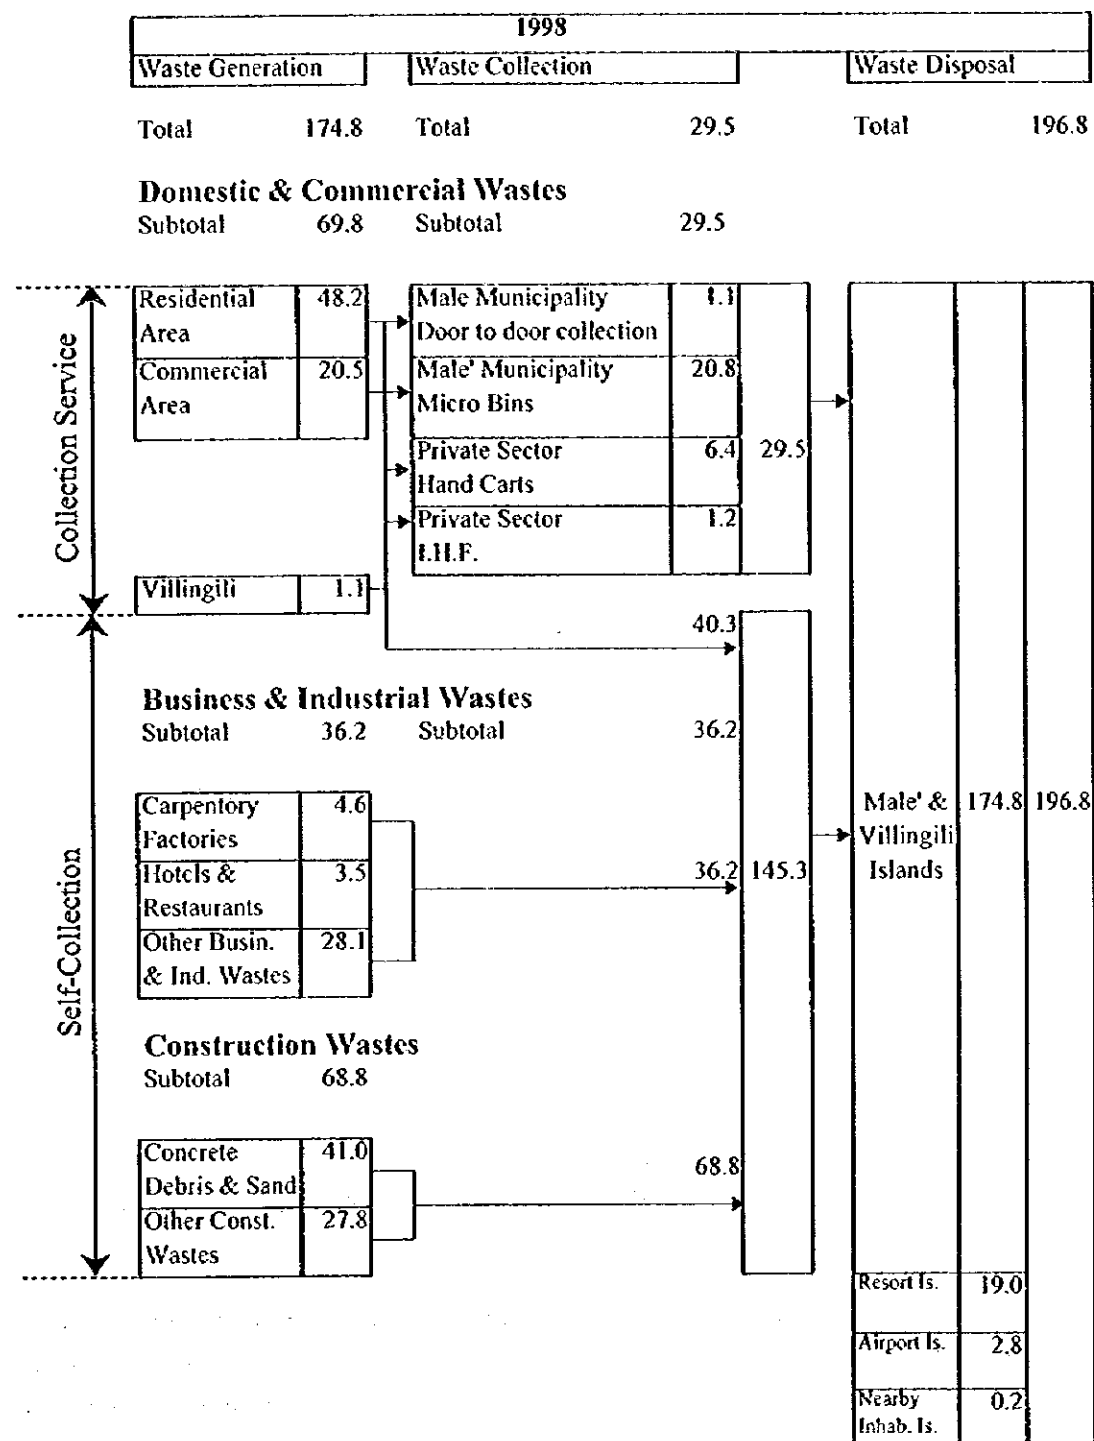 1998
Waste Generation Waste Collection Waste Disposal
Total 174.8 Total 29.5 Total 196.8
Domestic & Commercial Wastes
Subtotal 69.8 Subtotal 29.5
Collection Service
Residential 48.2 Male Municipality 1.1
Area Door to door collection
Commercial 20.5 Male' Municipality 20.8
Area Micro Bins
Private Sector 6.4 29.5
Hand Carts
Private Sector 1.2
I.H.F.
Villingili 1.1
40.3
Self-Collection
Business & Industrial Wastes
Subtotal 36.2 Subtotal 36.2
Carpentory 4.6 Male' & 174.8 196.8
Factories Villingili
Hotels & 3.5 36.2 145.3 Islands
Restaurants
Other Busin. 28.1
& Ind. Wastes
Construction Wastes
Subtotal 68.8
Concrete 41.0 68.8
Debris & Sand
Other Const. 27.8
Wastes
Resort Is. 19.0
Airport Is. 2.8
Nearby 0.2
Inhab. Is.